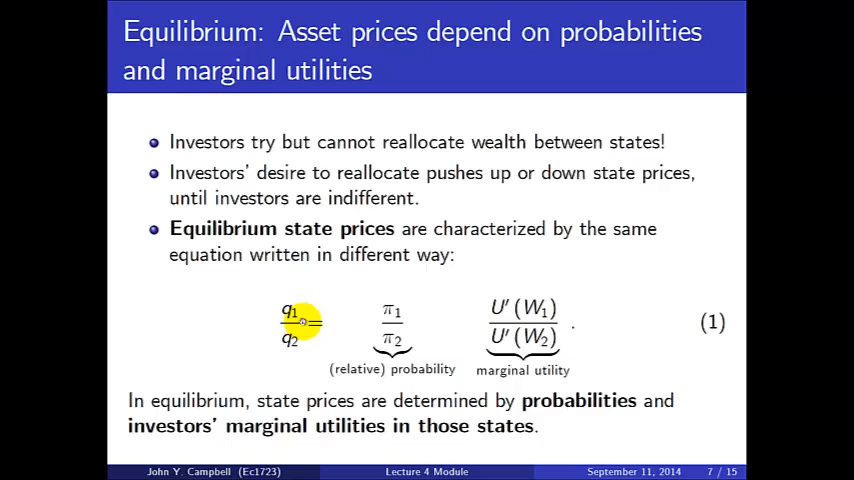 Equilibrium: Asset prices depend on probabilities
and marginal utilities
Investors try but cannot reallocate wealth between states!
Investors' desire to reallocate pushes up or down state prices,
until investors are indifferent.
Equilibrium state prices are characterized by the same
equation written in different way:
q1/q2 = π1/π2 U′(W1)/U′(W2) . (1)
(relative) probability marginal utility
In equilibrium, state prices are determined by probabilities and
investors' marginal utilities in those states.
John Y. Campbell (Ec1723) Lecture 4 Module September 11, 2014 7 / 15